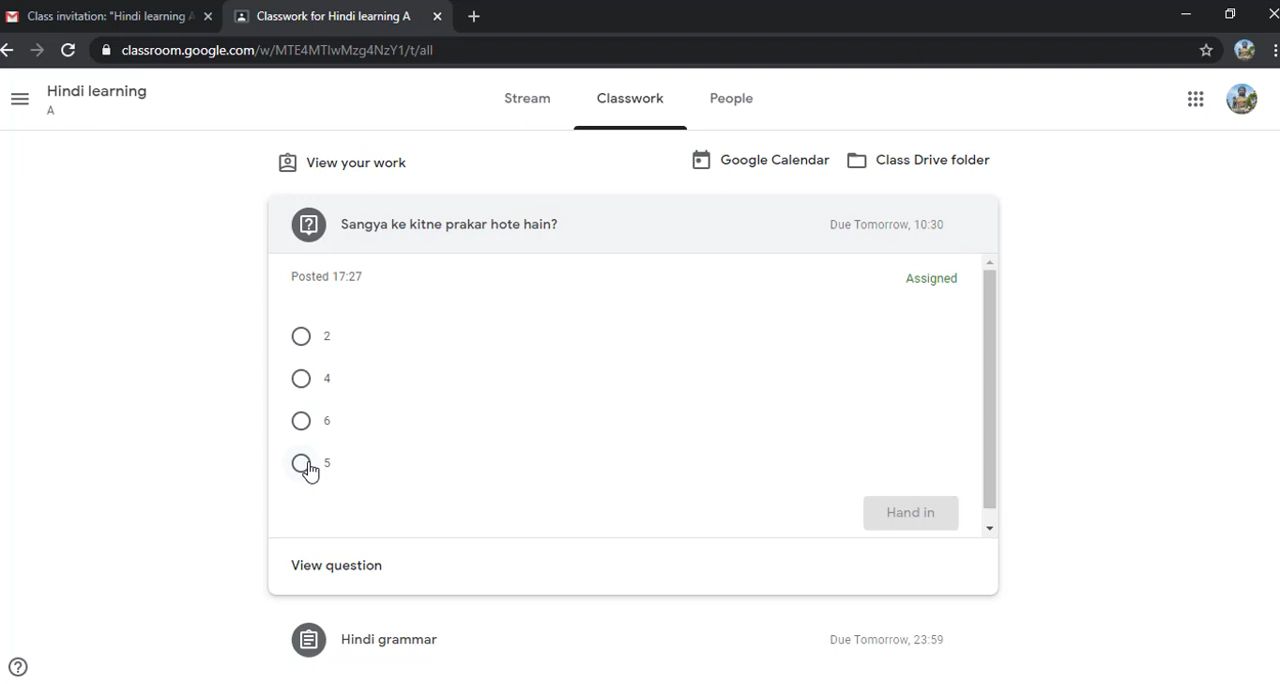 Class invitation: "Hindi learning A
Classwork for Hindi learning A
classroom.google.com/w/MTE4MTIwMzg4NzY1/t/all
Hindi learning
A
Stream
Classwork
People
View your work
Google Calendar
Class Drive folder
Sangya ke kitne prakar hote hain?
Due Tomorrow, 10:30
Posted 17:27
Assigned
2
4
6
5
Hand in
View question
Hindi grammar
Due Tomorrow, 23:59